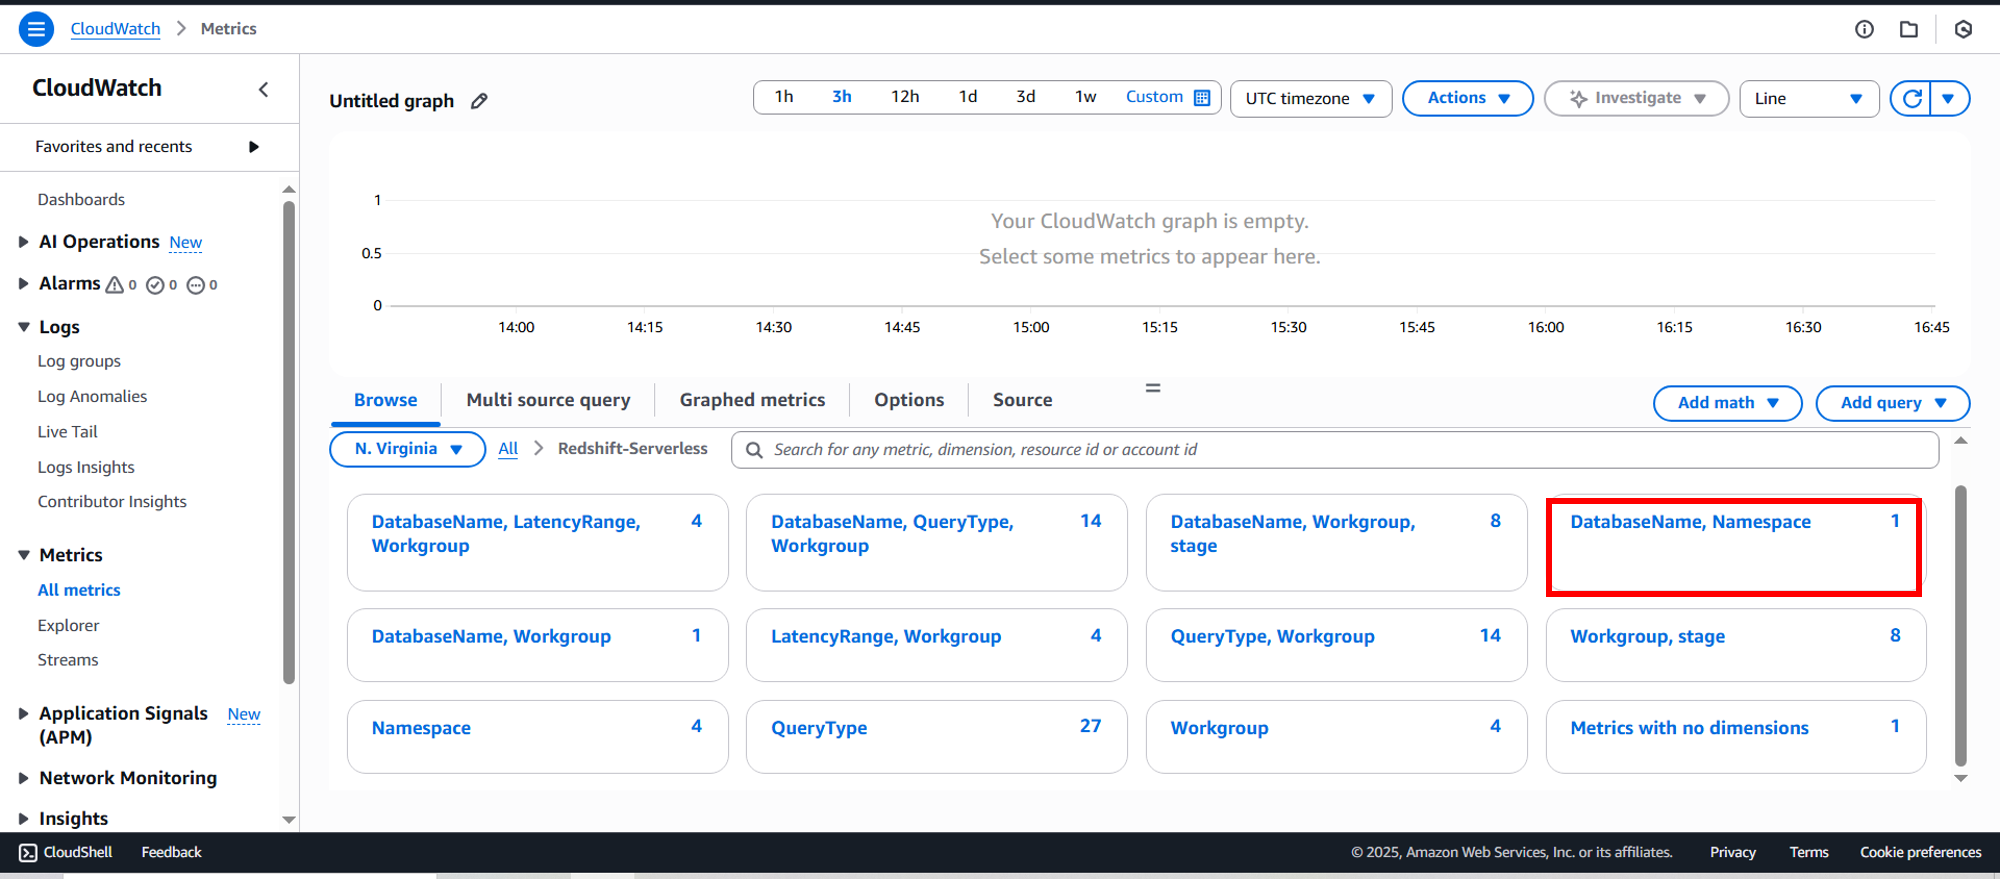 CloudWatch > Metrics
CloudWatch
Favorites and recents
Dashboards
AI Operations New
Alarms 0 0 0
Logs
Log groups
Log Anomalies
Live Tail
Logs Insights
Contributor Insights
Metrics
All metrics
Explorer
Streams
Application Signals New
(APM)
Network Monitoring
Insights
Untitled graph
1h 3h 12h 1d 3d 1w Custom
UTC timezone
Actions
Investigate
Line
1
0.5
0
Your CloudWatch graph is empty.
Select some metrics to appear here.
14:00 14:15 14:30 14:45 15:00 15:15 15:30 15:45 16:00 16:15 16:30 16:45
Browse Multi source query Graphed metrics Options Source
Add math Add query
N. Virginia All > Redshift-Serverless
Search for any metric, dimension, resource id or account id
DatabaseName, LatencyRange, 4
Workgroup
DatabaseName, QueryType, 14
Workgroup
DatabaseName, Workgroup, 8
stage
DatabaseName, Namespace 1
DatabaseName, Workgroup 1
LatencyRange, Workgroup 4
QueryType, Workgroup 14
Workgroup, stage 8
Namespace 4
QueryType 27
Workgroup 4
Metrics with no dimensions 1
CloudShell Feedback
© 2025, Amazon Web Services, Inc. or its affiliates. Privacy Terms Cookie preferences